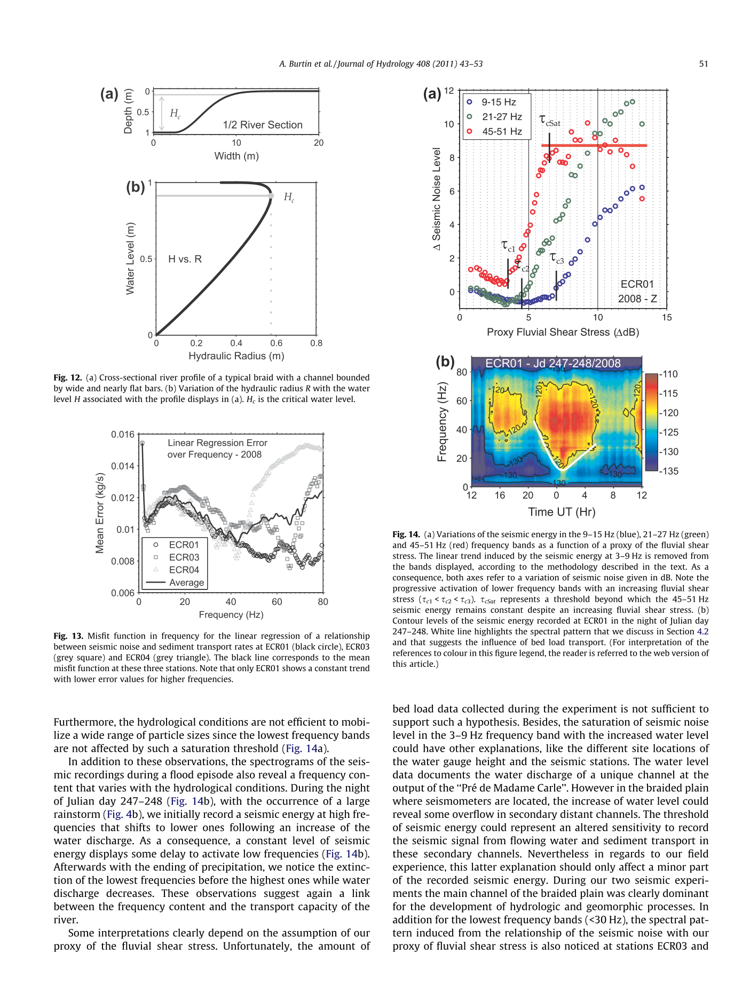 A. Burtin et al. / Journal of Hydrology 408 (2011) 43–53
51
(a)
0
0.5
1
Depth (m)
Hc
1/2 River Section
0
10
20
Width (m)
(b)
1
0.5
0
Water Level (m)
Hc
H vs. R
0
0.2
0.4
0.6
0.8
Hydraulic Radius (m)
Fig. 12. (a) Cross-sectional river profile of a typical braid with a channel bounded
by wide and nearly flat bars. (b) Variation of the hydraulic radius R with the water
level H associated with the profile displays in (a). Hc is the critical water level.
0.016
0.014
0.012
0.01
0.008
0.006
Mean Error (kg/s)
Linear Regression Error
over Frequency - 2008
ECR01
ECR03
ECR04
Average
0
20
40
60
80
Frequency (Hz)
Fig. 13. Misfit function in frequency for the linear regression of a relationship
between seismic noise and sediment transport rates at ECR01 (black circle), ECR03
(grey square) and ECR04 (grey triangle). The black line corresponds to the mean
misfit function at these three stations. Note that only ECR01 shows a constant trend
with lower error values for higher frequencies.
Furthermore, the hydrological conditions are not efficient to mobi-
lize a wide range of particle sizes since the lowest frequency bands
are not affected by such a saturation threshold (Fig. 14a).
In addition to these observations, the spectrograms of the seis-
mic recordings during a flood episode also reveal a frequency con-
tent that varies with the hydrological conditions. During the night
of Julian day 247–248 (Fig. 14b), with the occurrence of a large
rainstorm (Fig. 4b), we initially record a seismic energy at high fre-
quencies that shifts to lower ones following an increase of the
water discharge. As a consequence, a constant level of seismic
energy displays some delay to activate low frequencies (Fig. 14b).
Afterwards with the ending of precipitation, we notice the extinc-
tion of the lowest frequencies before the highest ones while water
discharge decreases. These observations suggest again a link
between the frequency content and the transport capacity of the
river.
Some interpretations clearly depend on the assumption of our
proxy of the fluvial shear stress. Unfortunately, the amount of
(a)
12
10
8
6
4
2
0
Δ Seismic Noise Level
9-15 Hz
21-27 Hz
45-51 Hz
τcSat
τc1
τc2
τc3
ECR01
2008 - Z
0
5
10
15
Proxy Fluvial Shear Stress (ΔdB)
(b)
80
60
40
20
0
Frequency (Hz)
ECR01 - Jd 247-248/2008
-130
-120
120
-120
120
-120
120
-130
-130
-130
-130
12
16
20
0
4
8
12
Time UT (Hr)
-110
-115
-120
-125
-130
-135
Fig. 14. (a) Variations of the seismic energy in the 9–15 Hz (blue), 21–27 Hz (green)
and 45–51 Hz (red) frequency bands as a function of a proxy of the fluvial shear
stress. The linear trend induced by the seismic energy at 3–9 Hz is removed from
the bands displayed, according to the methodology described in the text. As a
consequence, both axes refer to a variation of seismic noise given in dB. Note the
progressive activation of lower frequency bands with an increasing fluvial shear
stress (τc1 < τc2 < τc3). τcSat represents a threshold beyond which the 45–51 Hz
seismic energy remains constant despite an increasing fluvial shear stress. (b)
Contour levels of the seismic energy recorded at ECR01 in the night of Julian day
247–248. White line highlights the spectral pattern that we discuss in Section 4.2
and that suggests the influence of bed load transport. (For interpretation of the
references to colour in this figure legend, the reader is referred to the web version of
this article.)
bed load data collected during the experiment is not sufficient to
support such a hypothesis. Besides, the saturation of seismic noise
level in the 3–9 Hz frequency band with the increased water level
could have other explanations, like the different site locations of
the water gauge height and the seismic stations. The water level
data documents the water discharge of a unique channel at the
output of the “Pré de Madame Carle”. However in the braided plain
where seismometers are located, the increase of water level could
reveal some overflow in secondary distant channels. The threshold
of seismic energy could represent an altered sensitivity to record
the seismic signal from flowing water and sediment transport in
these secondary channels. Nevertheless in regards to our field
experience, this latter explanation should only affect a minor part
of the recorded seismic energy. During our two seismic experi-
ments the main channel of the braided plain was clearly dominant
for the development of hydrologic and geomorphic processes. In
addition for the lowest frequency bands (<30 Hz), the spectral pat-
tern induced from the relationship of the seismic noise with our
proxy of fluvial shear stress is also noticed at stations ECR03 and